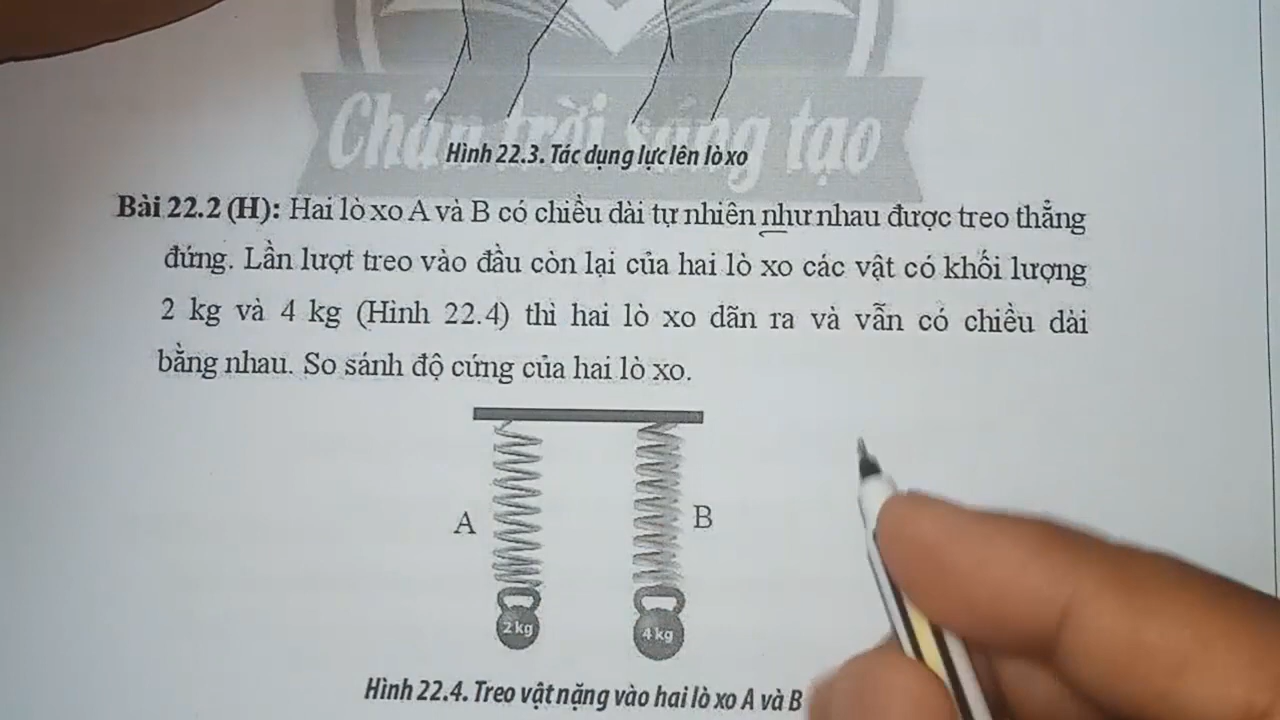 Chân trời sáng tạo
Hình 22.3. Tác dụng lực lên lò xo
Bài 22.2 (H): Hai lò xo A và B có chiều dài tự nhiên như nhau được treo thẳng
đứng. Lần lượt treo vào đầu còn lại của hai lò xo các vật có khối lượng
2 kg và 4 kg (Hình 22.4) thì hai lò xo dãn ra và vẫn có chiều dài
bằng nhau. So sánh độ cứng của hai lò xo.
A
B
2 kg
4 kg
Hình 22.4. Treo vật nặng vào hai lò xo A và B